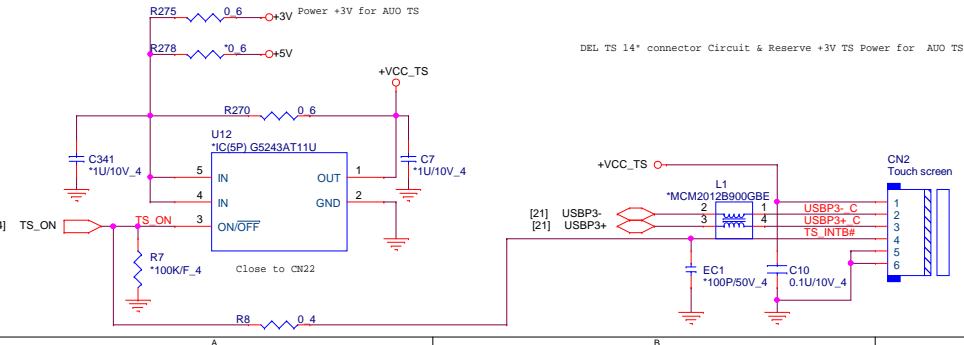 R275 0_6 +3V Power +3V for AUO TS
R278 *0_6 +5V
DEL TS 14" connector Circuit & Reserve +3V TS Power for AUO TS
+VCC_TS
R270 0_6
U12
*IC(5P) G5243AT11U
C341
*1U/10V_4
C7
*1U/10V_4
5 IN OUT 1
4 IN GND 2
3 ON/OFF
4] TS_ON TS_ON
R7
*100K/F_4
Close to CN22
R8 0_4
+VCC_TS
L1
*MCM2012B900GBE
[21] USBP3- 2 1 USBP3-_C
[21] USBP3+ 3 4 USBP3+_C
TS_INTB#
CN2
Touch screen
1
2
3
4
5
6
EC1
*100P/50V_4
C10
0.1U/10V_4
A B